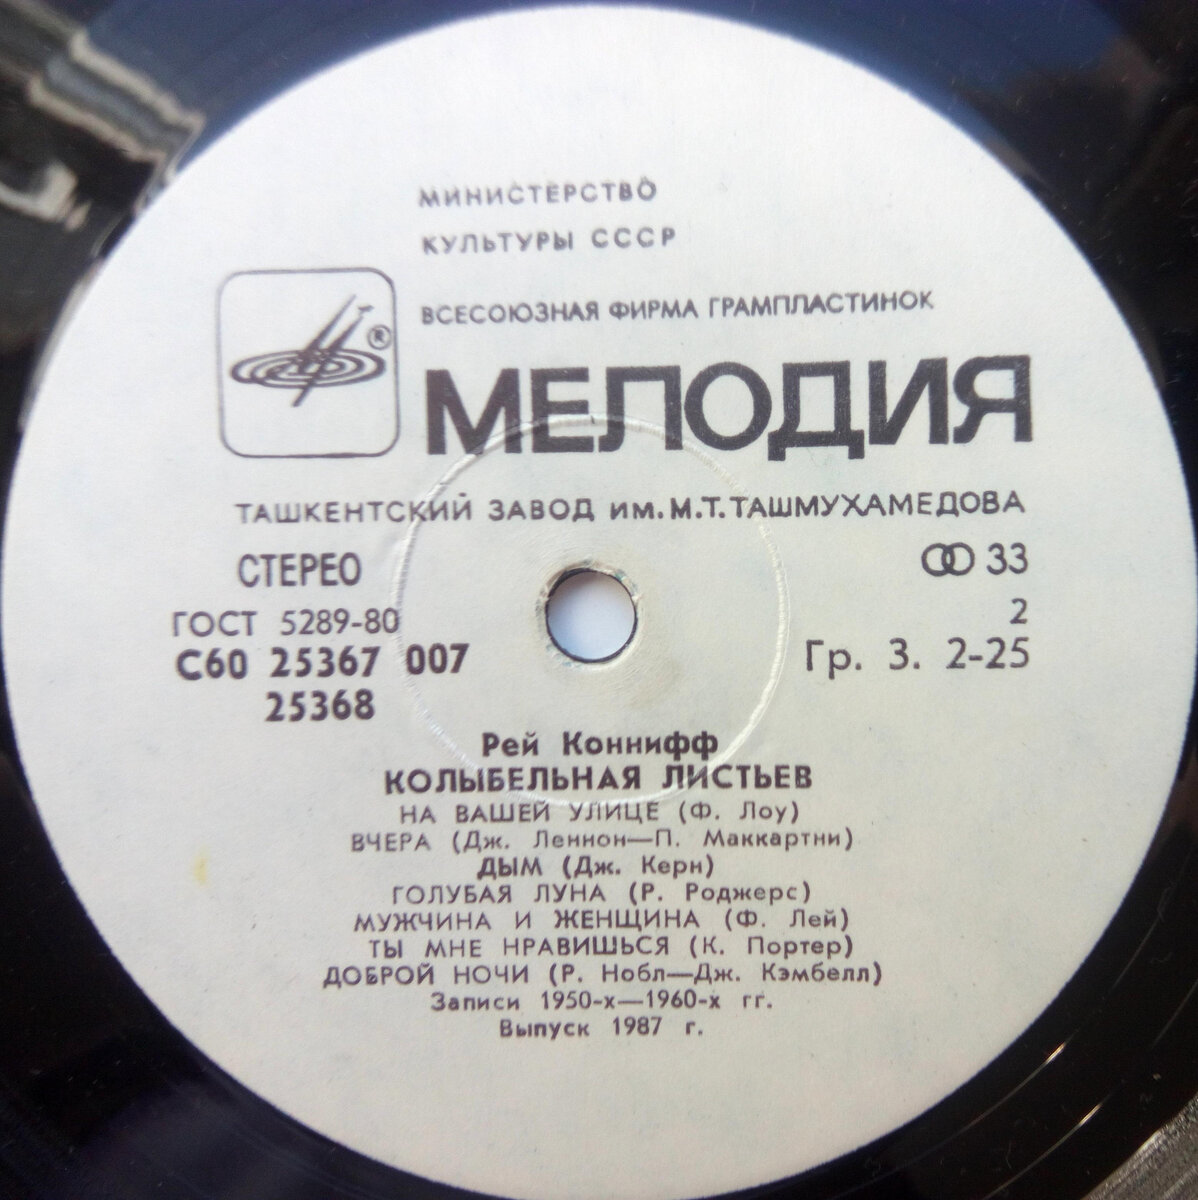 МИНИСТЕРСТВО
КУЛЬТУРЫ СССР
ВСЕСОЮЗНАЯ ФИРМА ГРАМПЛАСТИНОК
®
МЕЛОДИЯ
ТАШКЕНТСКИЙ ЗАВОД им. М.Т. ТАШМУХАМЕДОВА
СТЕРЕО 33
ГОСТ 5289-80 2
С60 25367 007 Гр. 3. 2-25
25368
Рей Коннифф
КОЛЫБЕЛЬНАЯ ЛИСТЬЕВ
НА ВАШЕЙ УЛИЦЕ (Ф. Лоу)
ВЧЕРА (Дж. Леннон—П. Маккартни)
ДЫМ (Дж. Керн)
ГОЛУБАЯ ЛУНА (Р. Роджерс)
МУЖЧИНА И ЖЕНЩИНА (Ф. Лей)
ТЫ МНЕ НРАВИШЬСЯ (К. Портер)
ДОБРОЙ НОЧИ (Р. Нобл—Дж. Кэмбелл)
Записи 1950-х—1960-х гг.
Выпуск 1987 г.